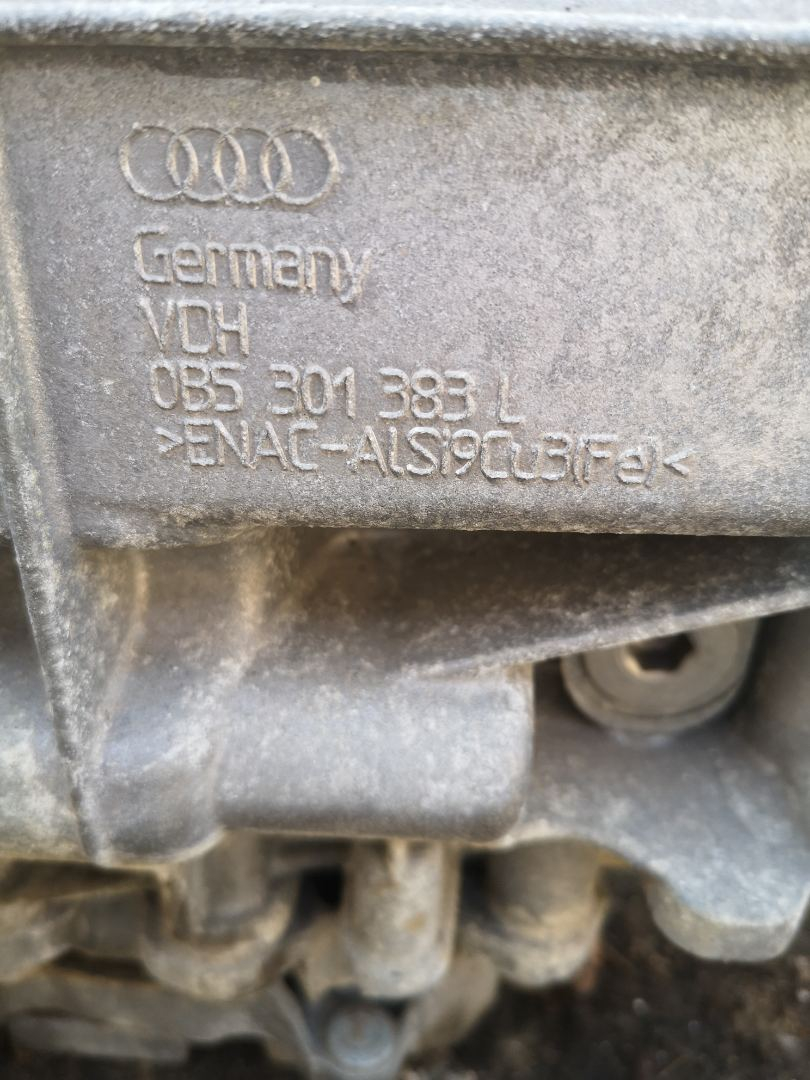 Germany
VDH
0B5 301 383 L
>ENAC-AlSi9Cu3(Fe)<